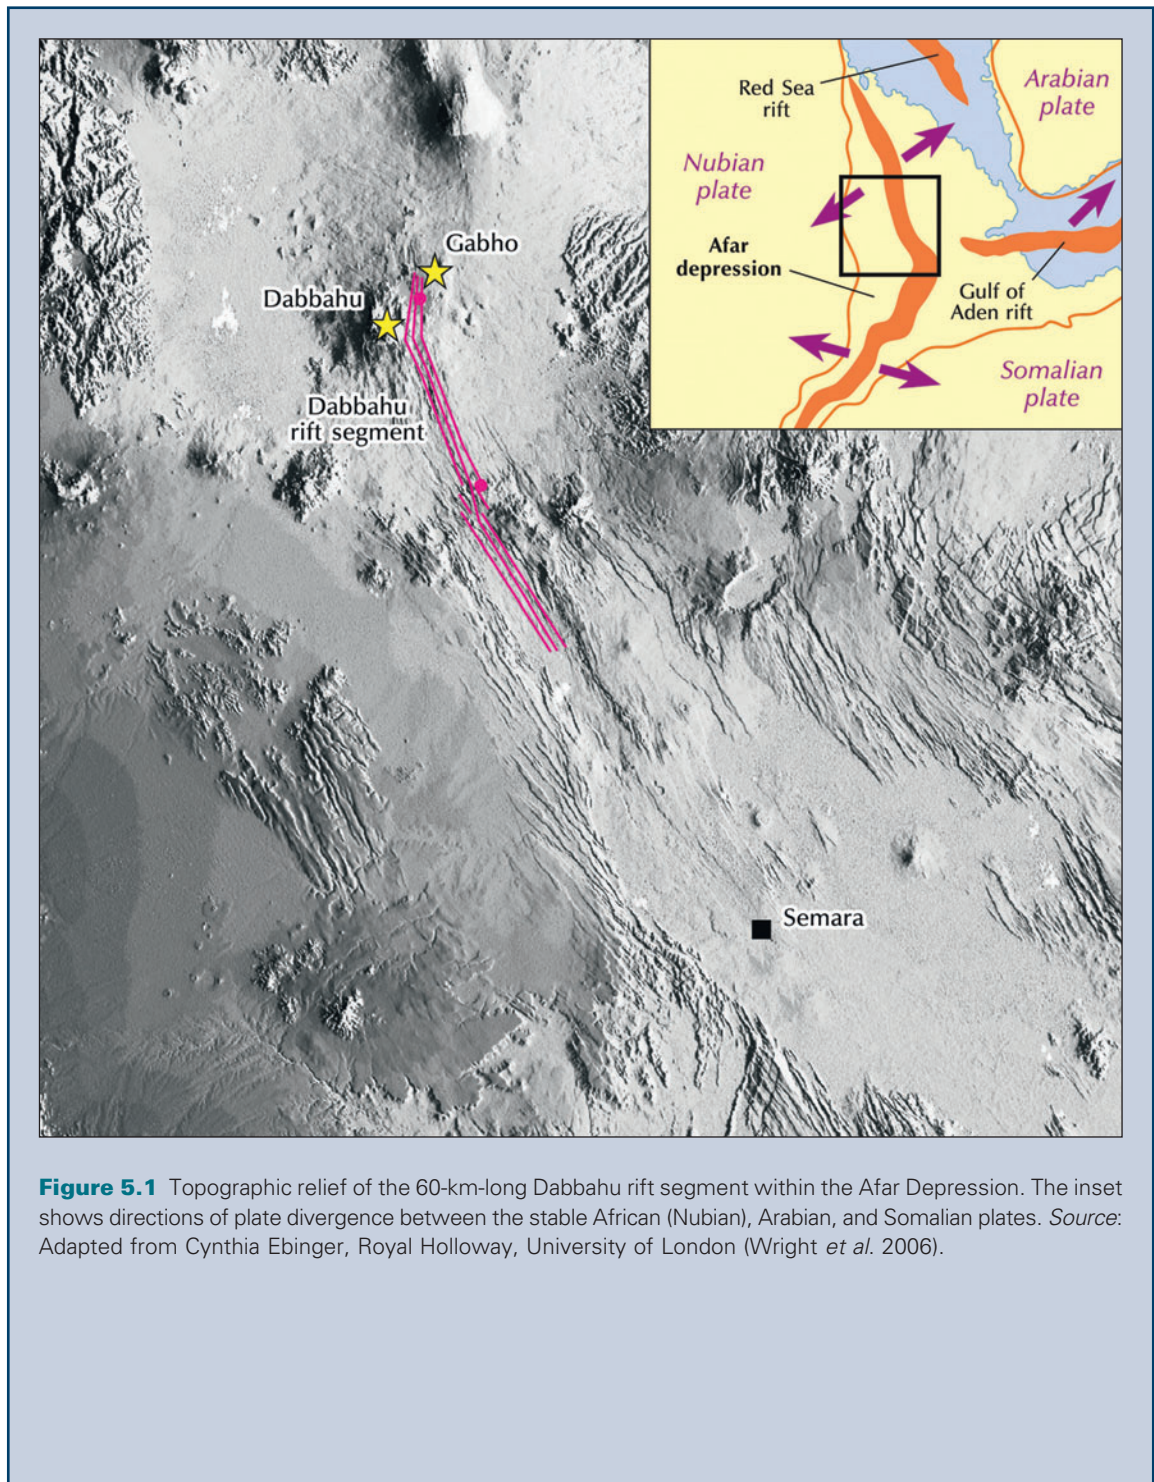 Red Sea
rift
Arabian
plate
Nubian
plate
Afar
depression
Gulf of
Aden rift
Somalian
plate
Gabho
Dabbahu
Dabbahu
rift segment
Semara
Figure 5.1 Topographic relief of the 60-km-long Dabbahu rift segment within the Afar Depression. The inset
shows directions of plate divergence between the stable African (Nubian), Arabian, and Somalian plates. Source:
Adapted from Cynthia Ebinger, Royal Holloway, University of London (Wright et al. 2006).